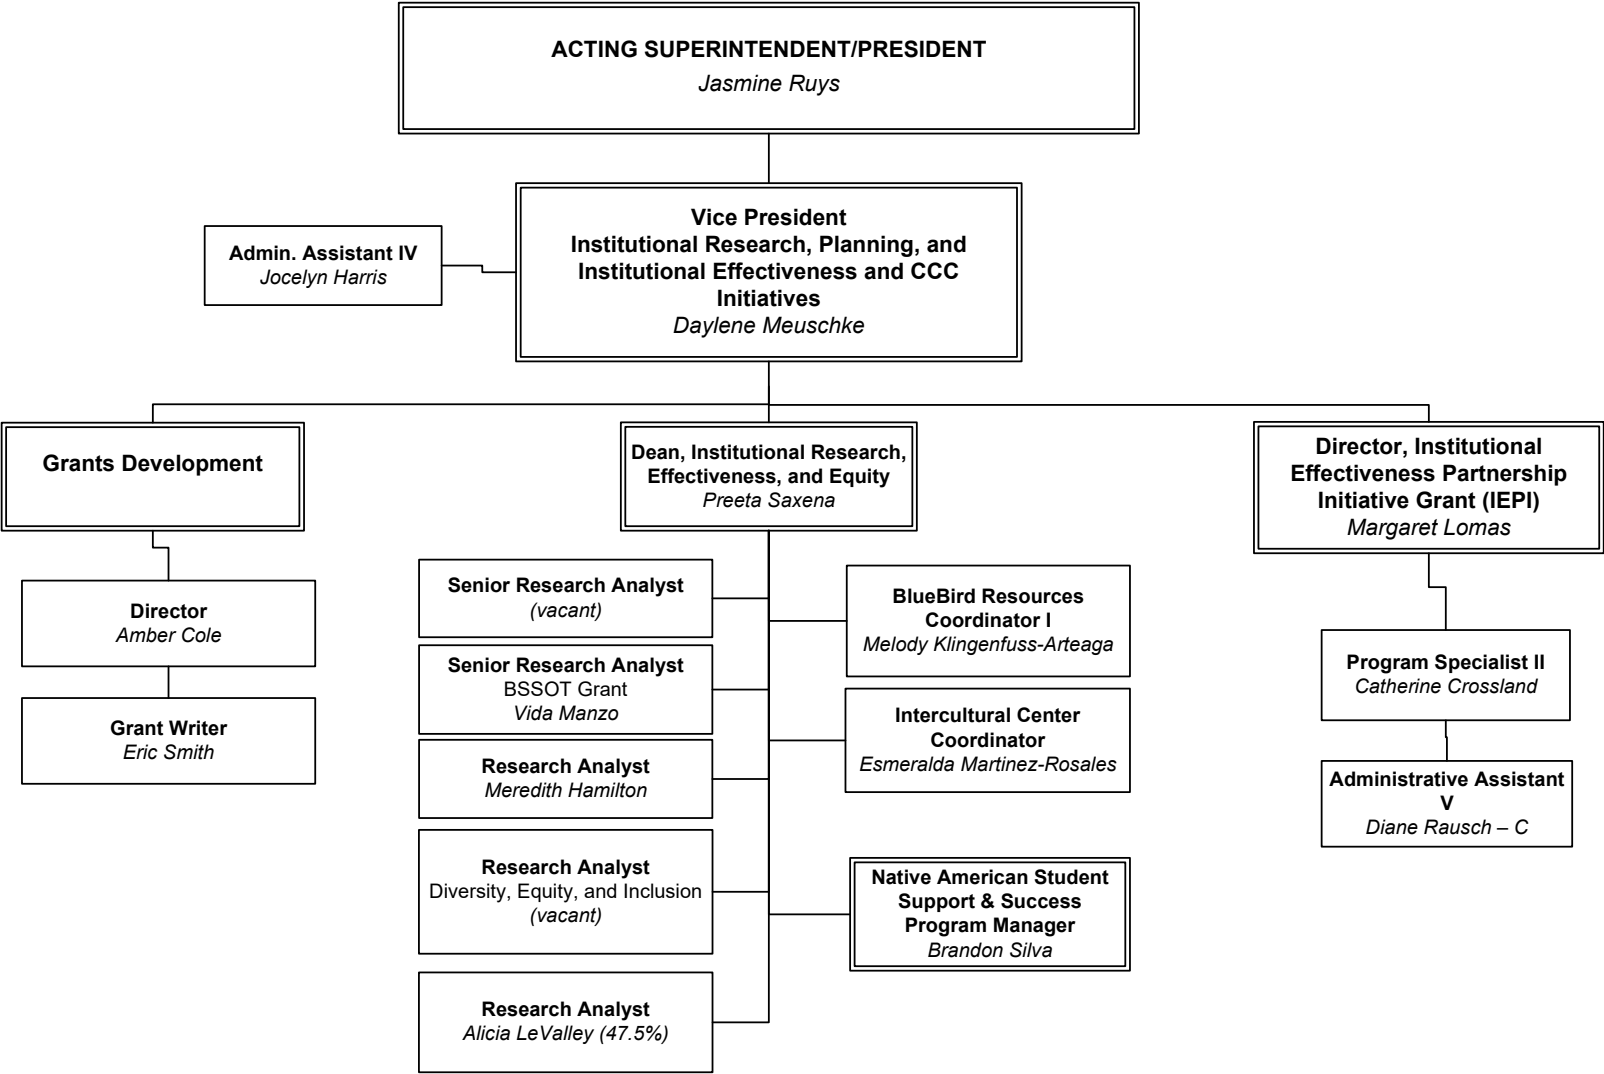 ACTING SUPERINTENDENT/PRESIDENT
Jasmine Ruys
Vice President
Institutional Research, Planning, and
Institutional Effectiveness and CCC
Initiatives
Daylene Meuschke
Admin. Assistant IV
Jocelyn Harris
Grants Development
Director
Amber Cole
Grant Writer
Eric Smith
Dean, Institutional Research,
Effectiveness, and Equity
Preeta Saxena
Senior Research Analyst
(vacant)
Senior Research Analyst
BSSOT Grant
Vida Manzo
Research Analyst
Meredith Hamilton
Research Analyst
Diversity, Equity, and Inclusion
(vacant)
Research Analyst
Alicia LeValley (47.5%)
BlueBird Resources
Coordinator I
Melody Klingenfuss-Arteaga
Intercultural Center
Coordinator
Esmeralda Martinez-Rosales
Native American Student
Support & Success
Program Manager
Brandon Silva
Director, Institutional
Effectiveness Partnership
Initiative Grant (IEPI)
Margaret Lomas
Program Specialist II
Catherine Crossland
Administrative Assistant
V
Diane Rausch – C